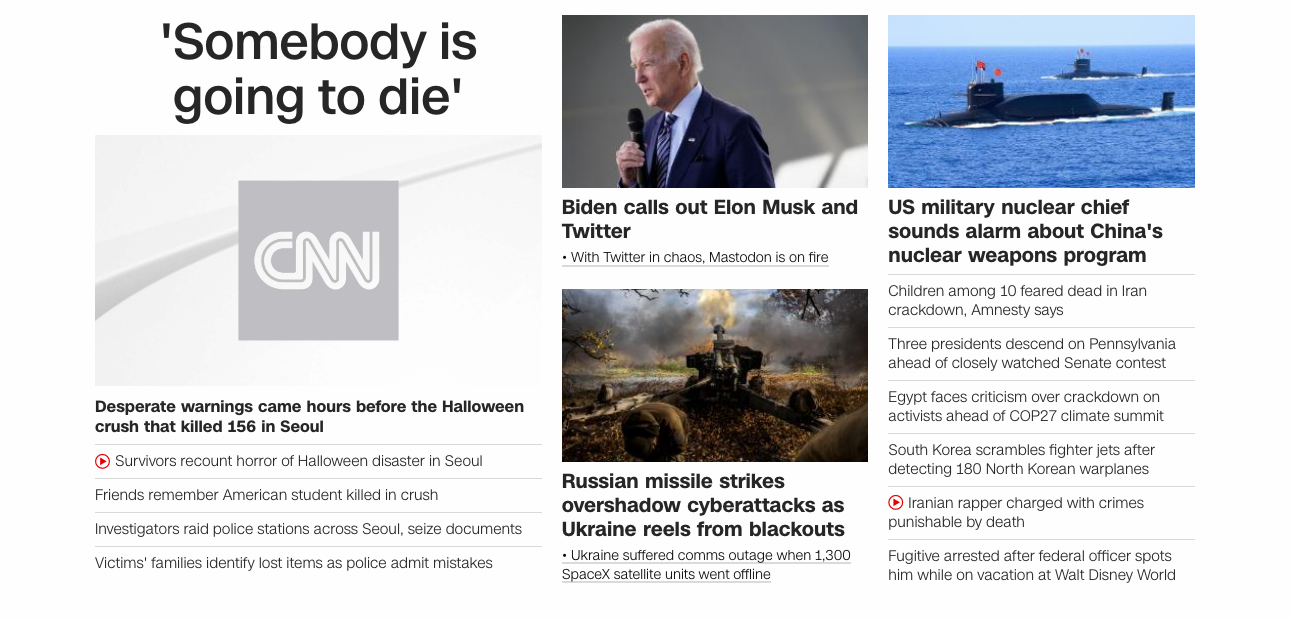 'Somebody is
going to die'
CNN
Desperate warnings came hours before the Halloween
crush that killed 156 in Seoul
Survivors recount horror of Halloween disaster in Seoul
Friends remember American student killed in crush
Investigators raid police stations across Seoul, seize documents
Victims' families identify lost items as police admit mistakes
Biden calls out Elon Musk and
Twitter
• With Twitter in chaos, Mastodon is on fire
Russian missile strikes
overshadow cyberattacks as
Ukraine reels from blackouts
• Ukraine suffered comms outage when 1,300
SpaceX satellite units went offline
US military nuclear chief
sounds alarm about China's
nuclear weapons program
Children among 10 feared dead in Iran
crackdown, Amnesty says
Three presidents descend on Pennsylvania
ahead of closely watched Senate contest
Egypt faces criticism over crackdown on
activists ahead of COP27 climate summit
South Korea scrambles fighter jets after
detecting 180 North Korean warplanes
Iranian rapper charged with crimes
punishable by death
Fugitive arrested after federal officer spots
him while on vacation at Walt Disney World